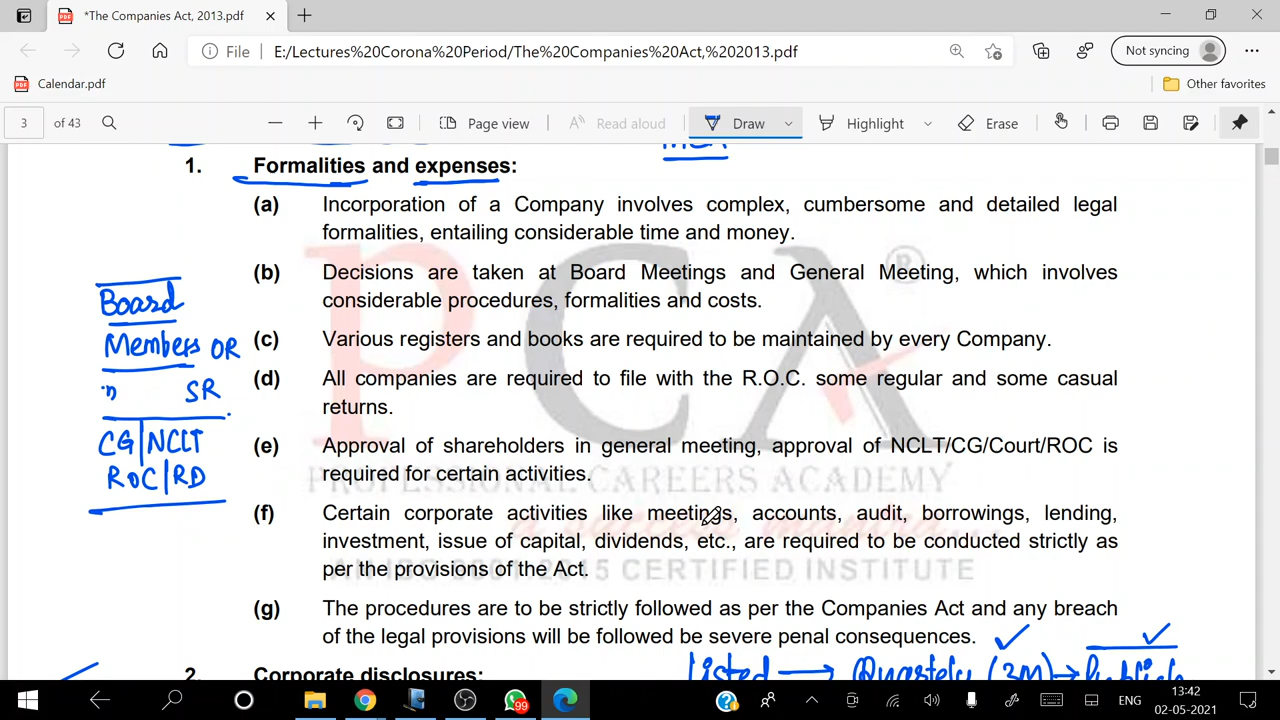 *The Companies Act, 2013.pdf
File E:/Lectures%20Corona%20Period/The%20Companies%20Act,%202013.pdf Not syncing
Calendar.pdf Other favorites
3 of 43 Page view Read aloud Draw Highlight Erase
1. Formalities and expenses:
(a) Incorporation of a Company involves complex, cumbersome and detailed legal
formalities, entailing considerable time and money.
(b) Decisions are taken at Board Meetings and General Meeting, which involves
considerable procedures, formalities and costs.
Board
Members OR
" SR
CG|NCLT
ROC/RD
(c) Various registers and books are required to be maintained by every Company.
(d) All companies are required to file with the R.O.C. some regular and some casual
returns.
(e) Approval of shareholders in general meeting, approval of NCLT/CG/Court/ROC is
required for certain activities.
(f) Certain corporate activities like meetings, accounts, audit, borrowings, lending,
investment, issue of capital, dividends, etc., are required to be conducted strictly as
per the provisions of the Act.
(g) The procedures are to be strictly followed as per the Companies Act and any breach
of the legal provisions will be followed be severe penal consequences.
2. Corporate disclosures:
Listed → Quartely (3M) → Publish
PCA
®
PROFESSIONAL CAREERS ACADEMY
AN ISO 9001:2015 CERTIFIED INSTITUTE
99
ENG 13:42
02-05-2021